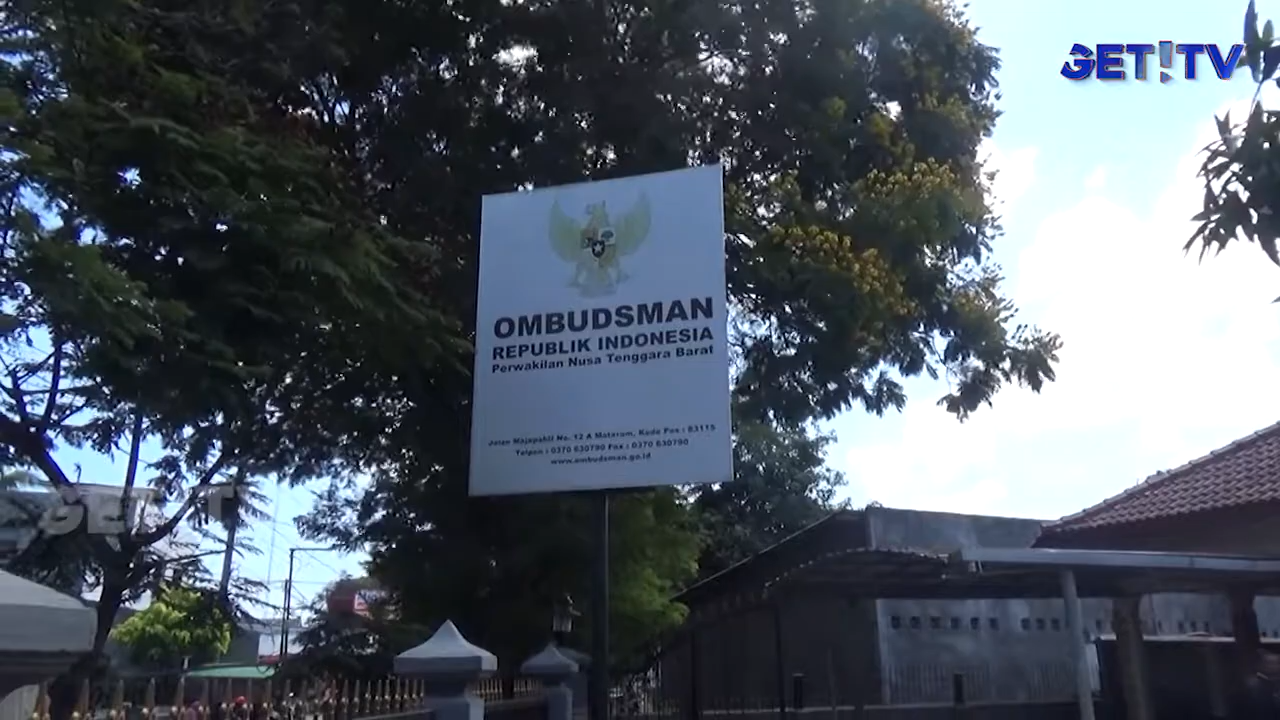 GET!TV
OMBUDSMAN
REPUBLIK INDONESIA
Perwakilan Nusa Tenggara Barat
Jalan Majapahit No. 12 A Mataram, Kode Pos : 83115
Telpon : 0370 630790 Fax : 0370 630790
www.ombudsman.go.id